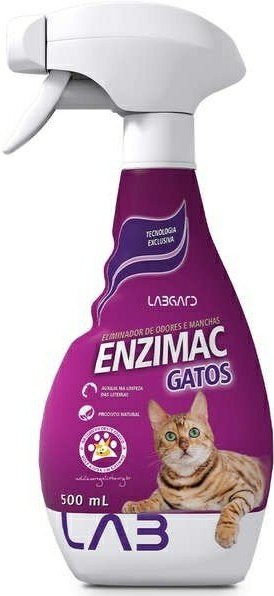 TECNOLOGIA
EXCLUSIVA
LABGARD
ELIMINADOR DE ODORES E MANCHAS
ENZIMAC
GATOS
AUXILIA NA LIMPEZA
DAS LITEIRAS
PRODUTO NATURAL
500 mL
LAB